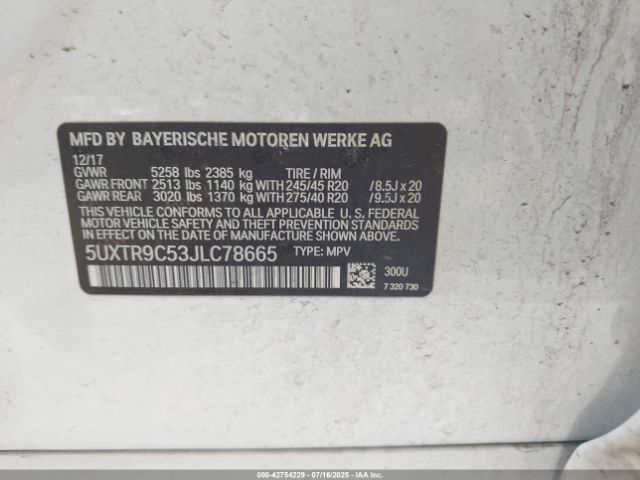 MFD BY BAYERISCHE MOTOREN WERKE AG
12/17
GVWR 5258 lbs 2385 kg TIRE / RIM
GAWR FRONT 2513 lbs 1140 kg WITH 245/45 R20 /8.5J x 20
GAWR REAR 3020 lbs 1370 kg WITH 275/40 R20 /9.5J x 20
THIS VEHICLE CONFORMS TO ALL APPLICABLE U. S. FEDERAL
MOTOR VEHICLE SAFETY AND THEFT PREVENTION STANDARDS
IN EFFECT ON THE DATE OF MANUFACTURE SHOWN ABOVE.
5UXTR9C53JLC78665 TYPE: MPV
300U
7 320 730
000-42754229 - 07/16/2025 - IAA Inc.